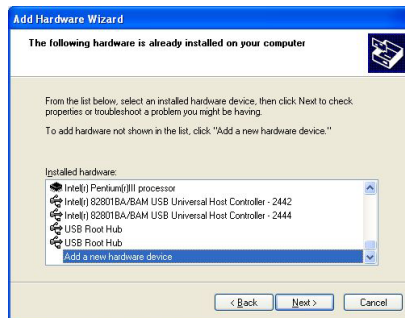 Add Hardware Wizard
The following hardware is already installed on your computer
From the list below, select an installed hardware device, then click Next to check
properties or troubleshoot a problem you might be having.
To add hardware not shown in the list, click "Add a new hardware device."
Installed hardware:
Intel(r) Pentium(r)III processor
Intel(r) 82801BA/BAM USB Universal Host Controller - 2442
Intel(r) 82801BA/BAM USB Universal Host Controller - 2444
USB Root Hub
USB Root Hub
Add a new hardware device
< Back Next > Cancel